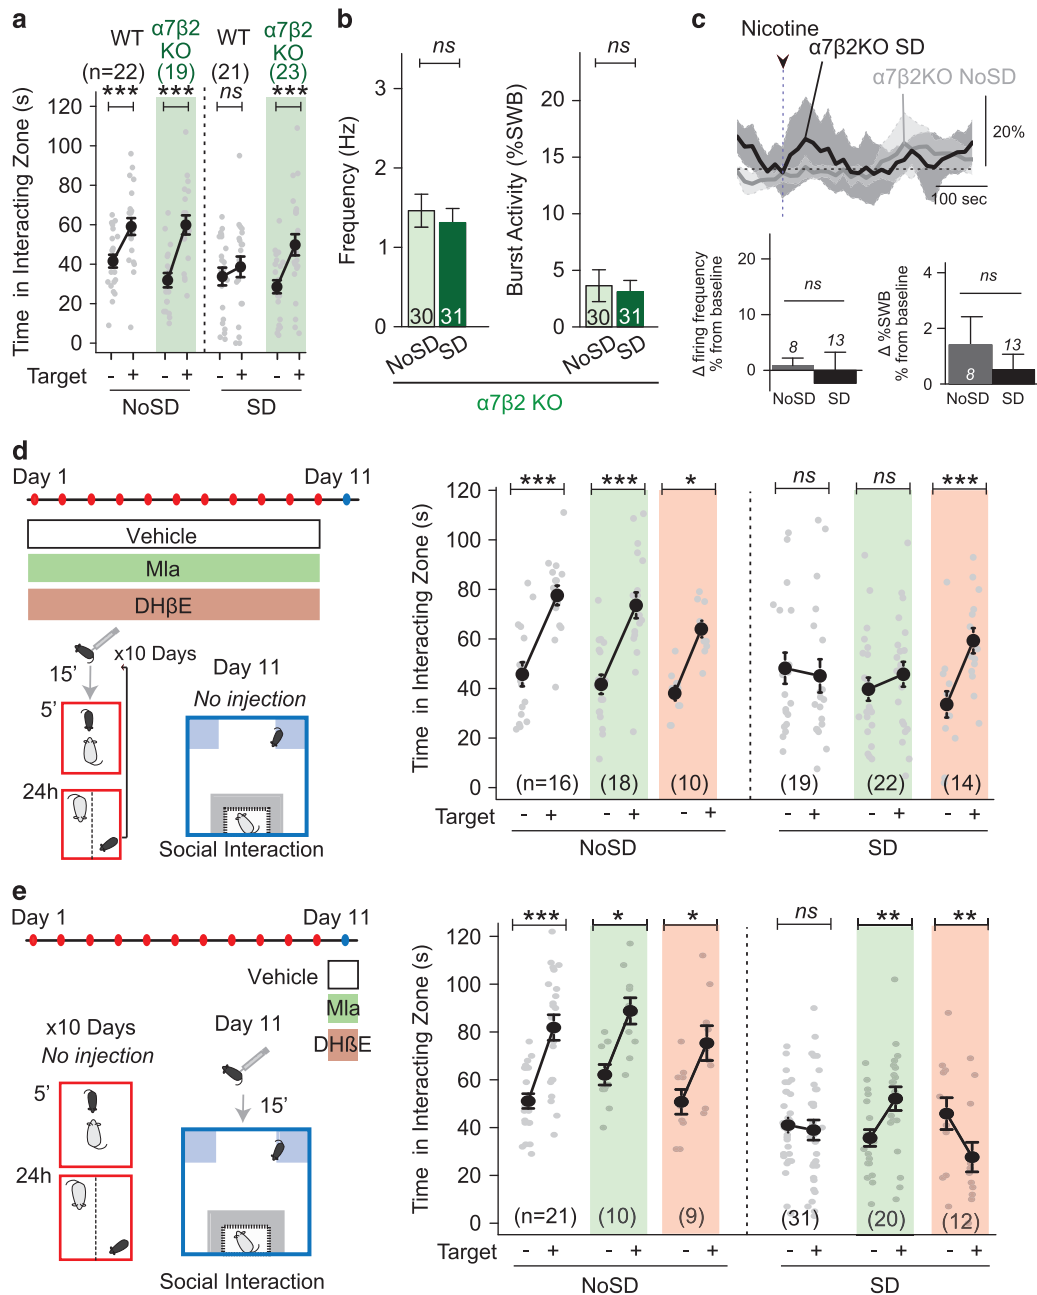 a
WT
α7β2
KO
WT
α7β2
KO
(n=22)
(19)
(21)
(23)
***
***
ns
***
Time in Interacting Zone (s)
120
100
80
60
40
20
0
Target
- + - + - + - +
NoSD
SD
b
ns
ns
Frequency (Hz)
3
2
1
0
30
31
NoSD
SD
Burst Activity (%SWB)
20
15
10
5
0
30
31
NoSD
SD
α7β2 KO
c
Nicotine
α7β2KO SD
α7β2KO NoSD
20%
100 sec
Δ firing frequency
% from baseline
20
10
0
ns
8
13
NoSD
SD
Δ %SWB
% from baseline
4
2
0
ns
8
13
NoSD
SD
d
Day 1
Day 11
Vehicle
Mla
DHβE
x10 Days
15’
5’
24h
Day 11
No injection
Social Interaction
Time in Interacting Zone (s)
120
100
80
60
40
20
0
***
***
*
ns
ns
***
(n=16)
(18)
(10)
(19)
(22)
(14)
Target
- + - + - + - + - + - +
NoSD
SD
e
Day 1
Day 11
Vehicle
Mla
DHßE
x10 Days
No injection
5’
24h
Day 11
15’
Social Interaction
Time in Interacting Zone (s)
120
100
80
60
40
20
0
***
*
*
ns
**
**
(n=21)
(10)
(9)
(31)
(20)
(12)
Target
- + - + - + - + - + - +
NoSD
SD